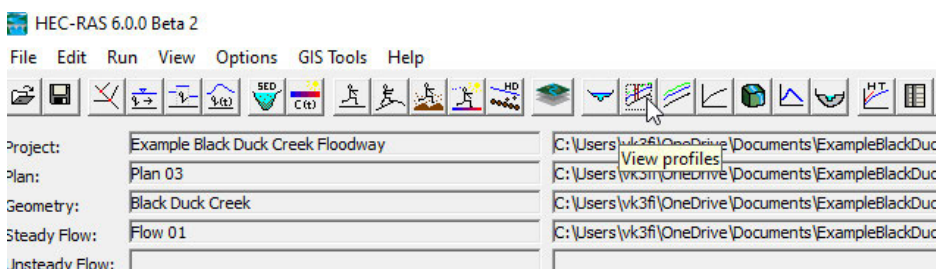 HEC-RAS 6.0.0 Beta 2
File Edit Run View Options GIS Tools Help
SED C(t) HD HT
Project: Example Black Duck Creek Floodway C:\Users\vk3fi\OneDrive\Documents\ExampleBlackDuc
View profiles
Plan: Plan 03 C:\Users\vk3fi\OneDrive\Documents\ExampleBlackDuc
Geometry: Black Duck Creek C:\Users\vk3fi\OneDrive\Documents\ExampleBlackDuc
Steady Flow: Flow 01 C:\Users\vk3fi\OneDrive\Documents\ExampleBlackDuc
Unsteady Flow: